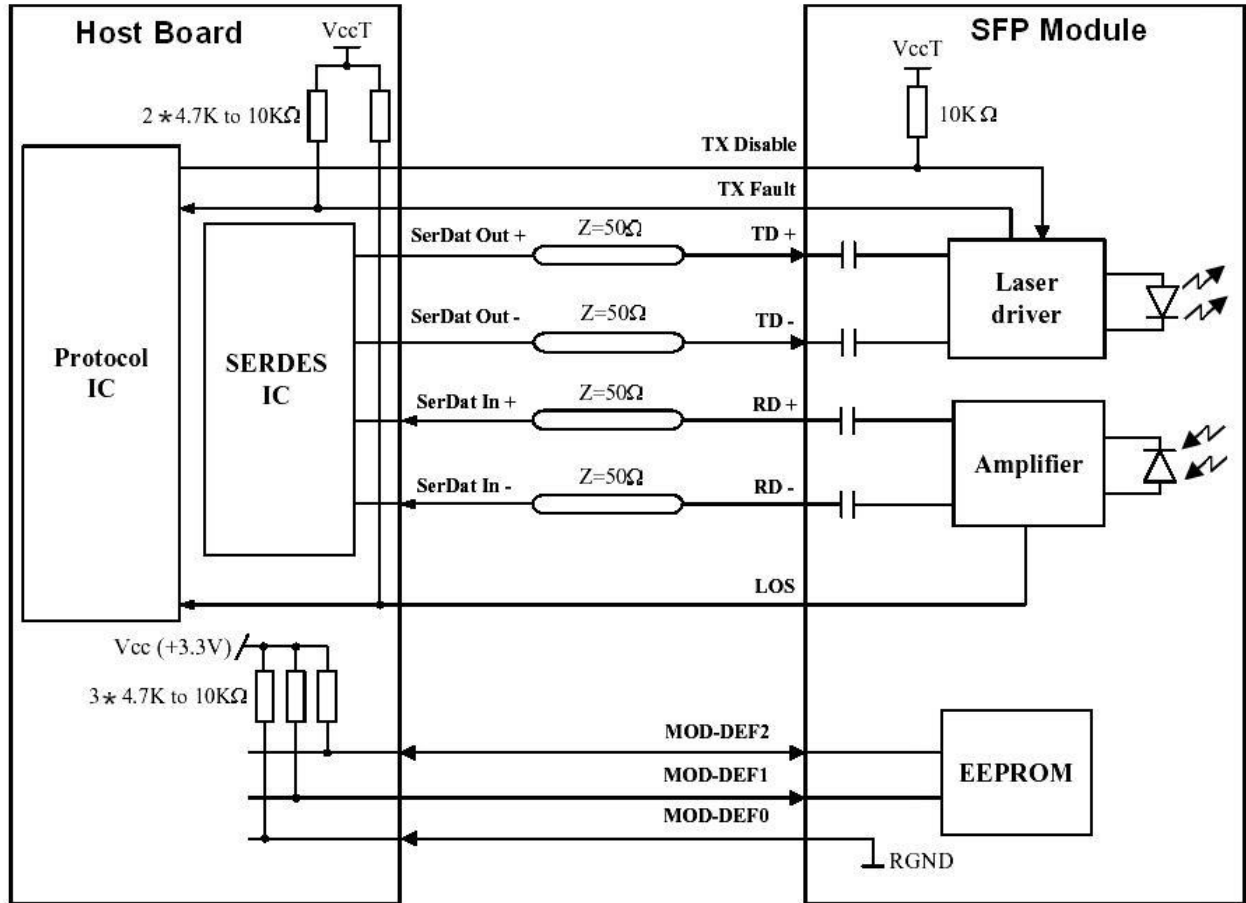 Host Board
SFP Module
VccT
VccT
2*4.7K to 10KΩ
10KΩ
TX Disable
TX Fault
SerDat Out +
Z=50Ω
TD +
Laser
driver
SerDat Out -
Z=50Ω
TD -
Protocol
IC
SERDES
IC
SerDat In +
Z=50Ω
RD +
Amplifier
SerDat In -
Z=50Ω
RD -
LOS
Vcc (+3.3V)
3*4.7K to 10KΩ
MOD-DEF2
EEPROM
MOD-DEF1
MOD-DEF0
RGND